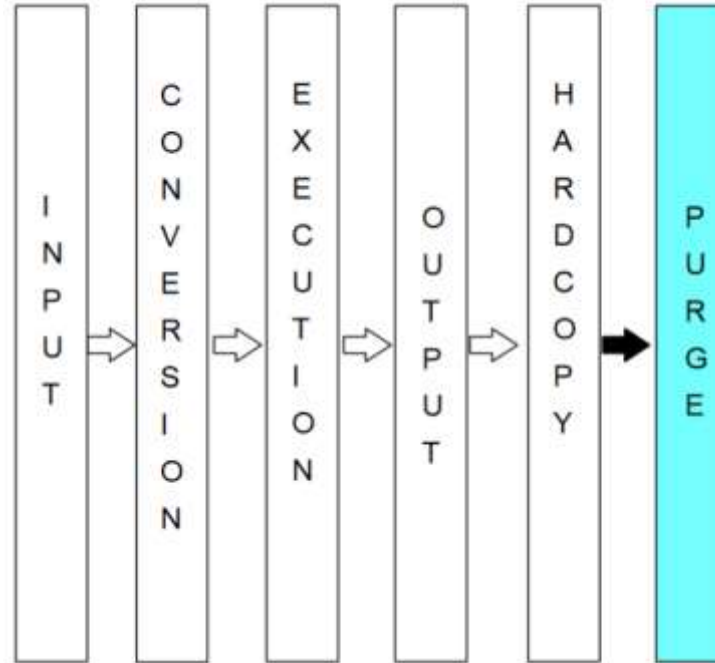 INPUT
CONVERSION
EXECUTION
OUTPUT
HARDCOPY
PURGE